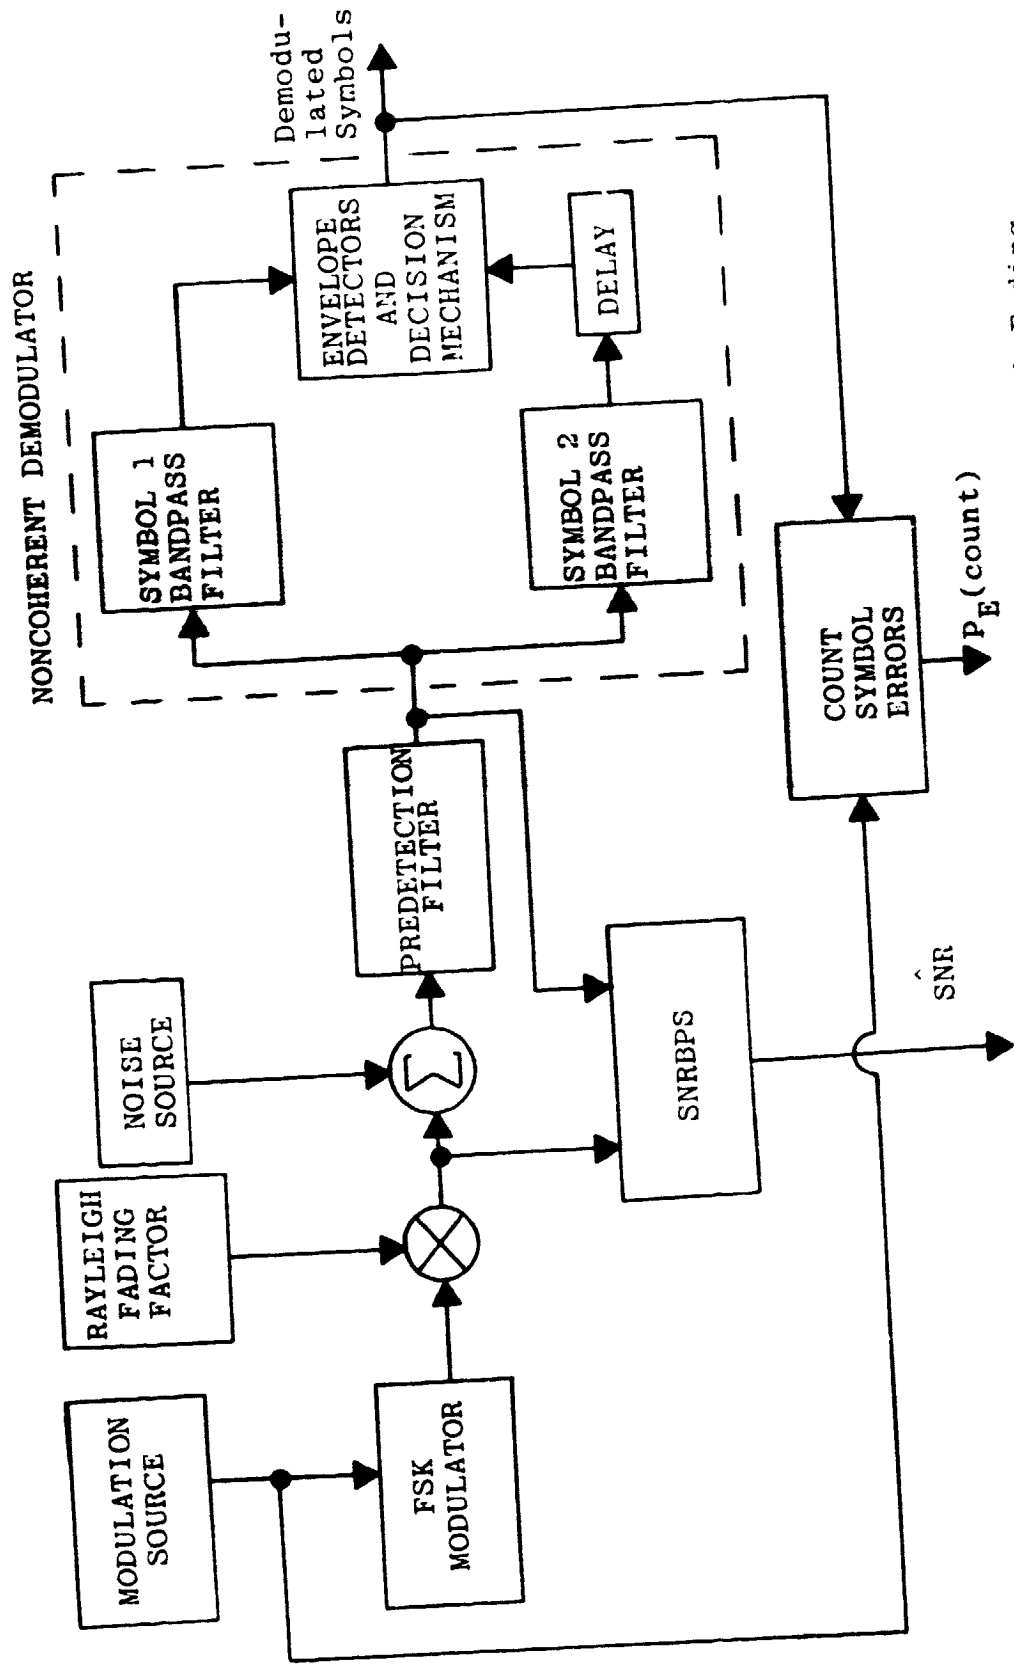 MODULATION
SOURCE
RAYLEIGH
FADING
FACTOR
NOISE
SOURCE
NONCOHERENT DEMODULATOR
FSK
MODULATOR
Σ
PREDETECTION
FILTER
SYMBOL 1
BANDPASS
FILTER
SYMBOL 2
BANDPASS
FILTER
ENVELOPE
DETECTORS
AND
DECISION
MECHANISM
DELAY
Demodu-
lated
Symbols
SNRBPS
SN̂R
COUNT
SYMBOL
ERRORS
P_E(count)